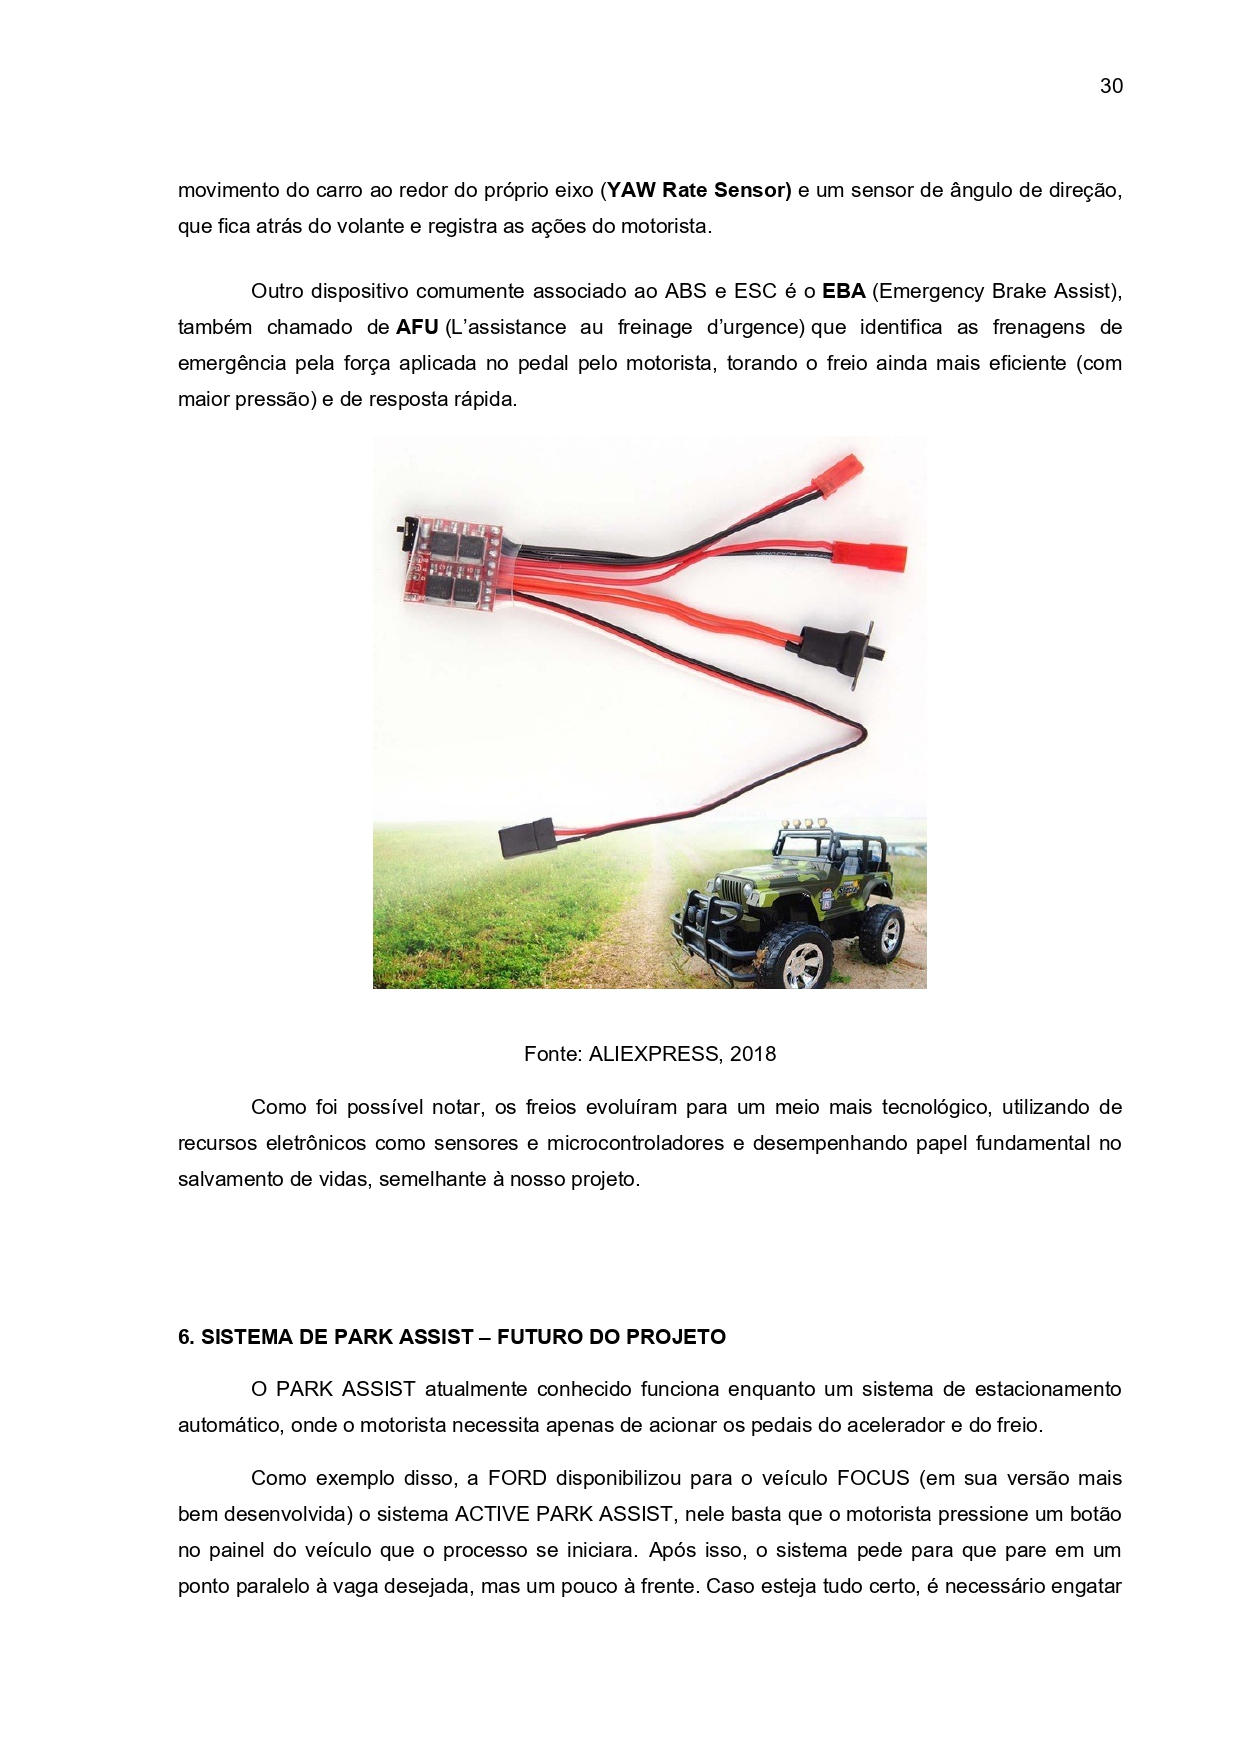 30
movimento do carro ao redor do próprio eixo (YAW Rate Sensor) e um sensor de ângulo de direção,
que fica atrás do volante e registra as ações do motorista.
Outro dispositivo comumente associado ao ABS e ESC é o EBA (Emergency Brake Assist),
também chamado de AFU (L’assistance au freinage d’urgence) que identifica as frenagens de
emergência pela força aplicada no pedal pelo motorista, torando o freio ainda mais eficiente (com
maior pressão) e de resposta rápida.
Fonte: ALIEXPRESS, 2018
Como foi possível notar, os freios evoluíram para um meio mais tecnológico, utilizando de
recursos eletrônicos como sensores e microcontroladores e desempenhando papel fundamental no
salvamento de vidas, semelhante à nosso projeto.
6. SISTEMA DE PARK ASSIST – FUTURO DO PROJETO
O PARK ASSIST atualmente conhecido funciona enquanto um sistema de estacionamento
automático, onde o motorista necessita apenas de acionar os pedais do acelerador e do freio.
Como exemplo disso, a FORD disponibilizou para o veículo FOCUS (em sua versão mais
bem desenvolvida) o sistema ACTIVE PARK ASSIST, nele basta que o motorista pressione um botão
no painel do veículo que o processo se iniciara. Após isso, o sistema pede para que pare em um
ponto paralelo à vaga desejada, mas um pouco à frente. Caso esteja tudo certo, é necessário engatar